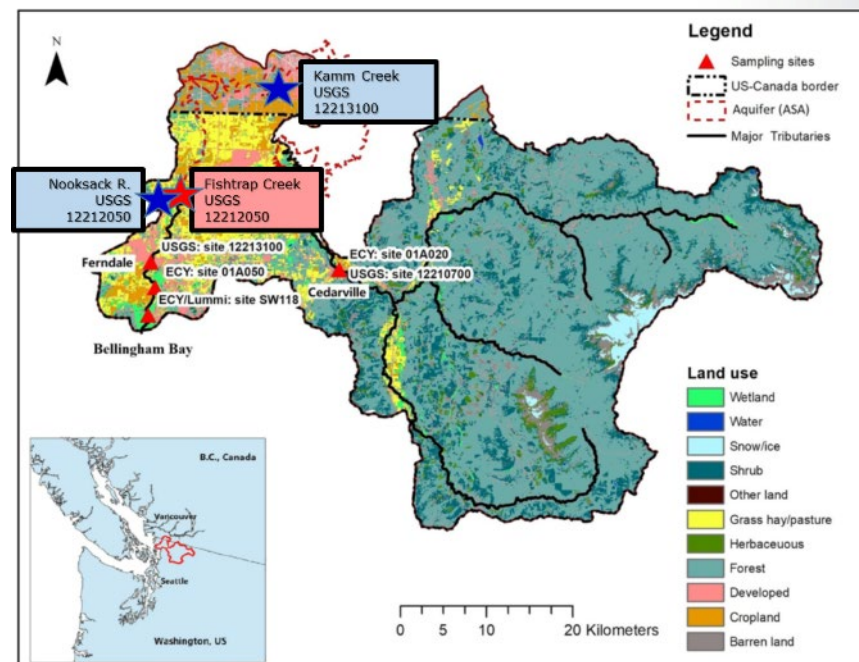 N
Kamm Creek
USGS
12213100
Nooksack R.
USGS
12212050
Fishtrap Creek
USGS
12212050
USGS: site 12213100
Ferndale
ECY: site 01A050
ECY/Lummi: site SW118
Bellingham Bay
ECY: site 01A020
USGS: site 12210700
Cedarville
Legend
Sampling sites
US-Canada border
Aquifer (ASA)
Major Tributaries
Land use
Wetland
Water
Snow/ice
Shrub
Other land
Grass hay/pasture
Herbaceuous
Forest
Developed
Cropland
Barren land
B.C., Canada
Vancouver
Seattle
Washington, US
0 5 10 20 Kilometers